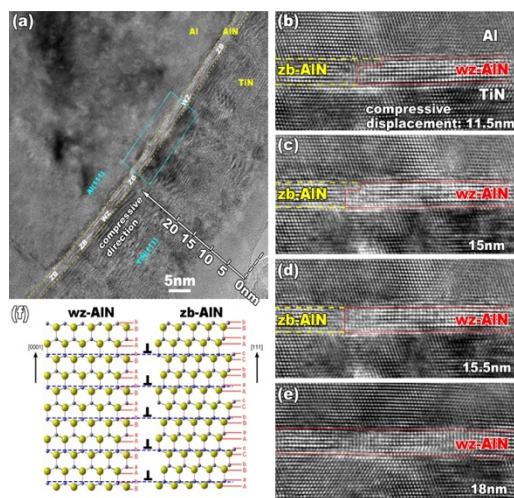 (a)
Al
AlN
TiN
ZB
WZ
ZB
WZ
ZB
ZB
Al(111)
TiN(111)
compressive
direction
20
15
10
5
0nm
5nm
(b)
Al
zb-AlN
wz-AlN
TiN
compressive
displacement: 11.5nm
(c)
zb-AlN
wz-AlN
15nm
(d)
zb-AlN
wz-AlN
15.5nm
(e)
wz-AlN
18nm
(f)
wz-AlN
zb-AlN
[0001]
[111]